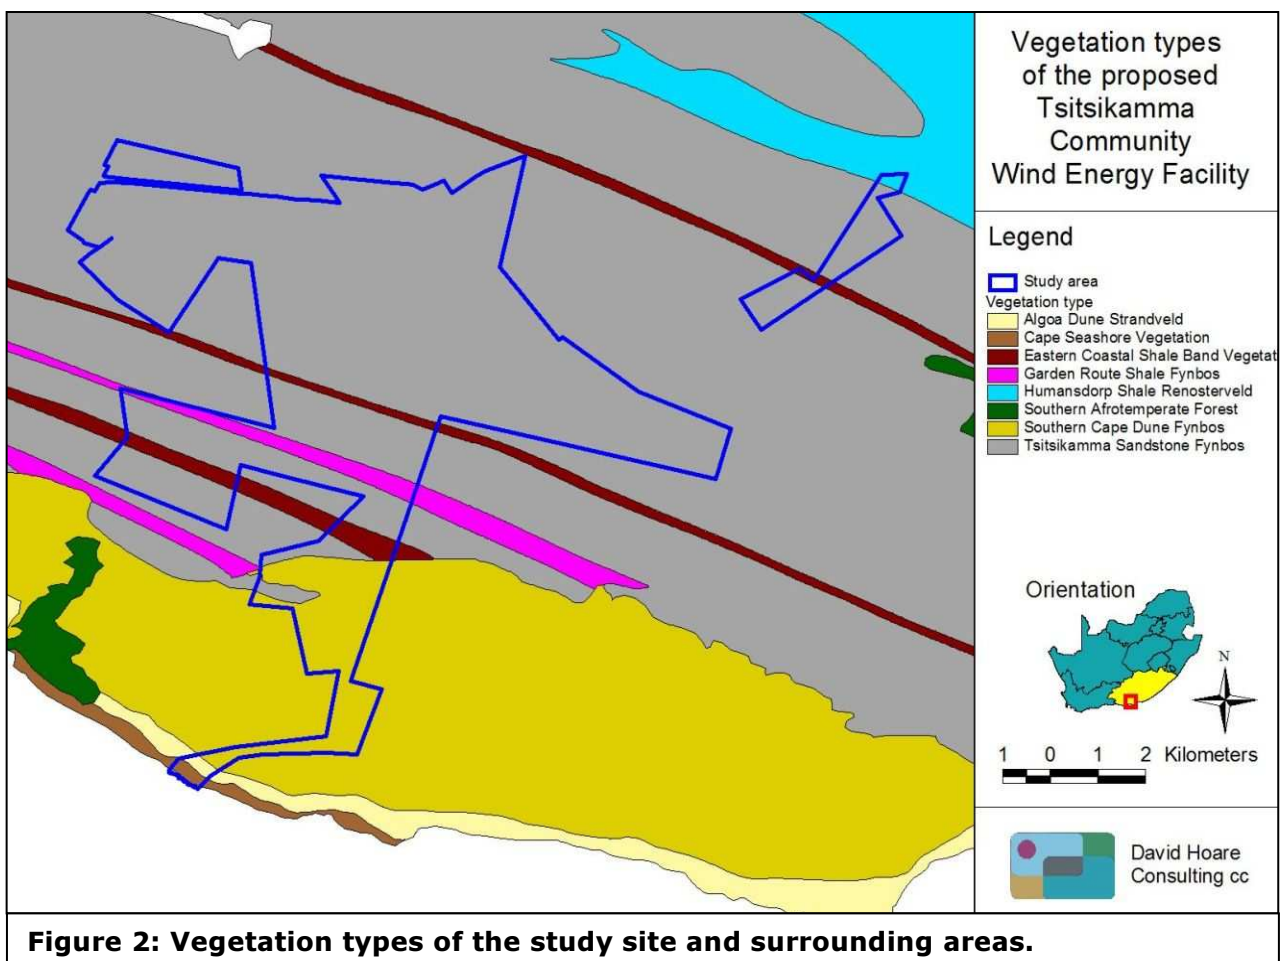 Vegetation types
of the proposed
Tsitsikamma
Community
Wind Energy Facility
Legend
Study area
Vegetation type
Algoa Dune Strandveld
Cape Seashore Vegetation
Eastern Coastal Shale Band Vegetat
Garden Route Shale Fynbos
Humansdorp Shale Renosterveld
Southern Afrotemperate Forest
Southern Cape Dune Fynbos
Tsitsikamma Sandstone Fynbos
Orientation
N
1 0 1 2 Kilometers
David Hoare
Consulting cc
Figure 2: Vegetation types of the study site and surrounding areas.